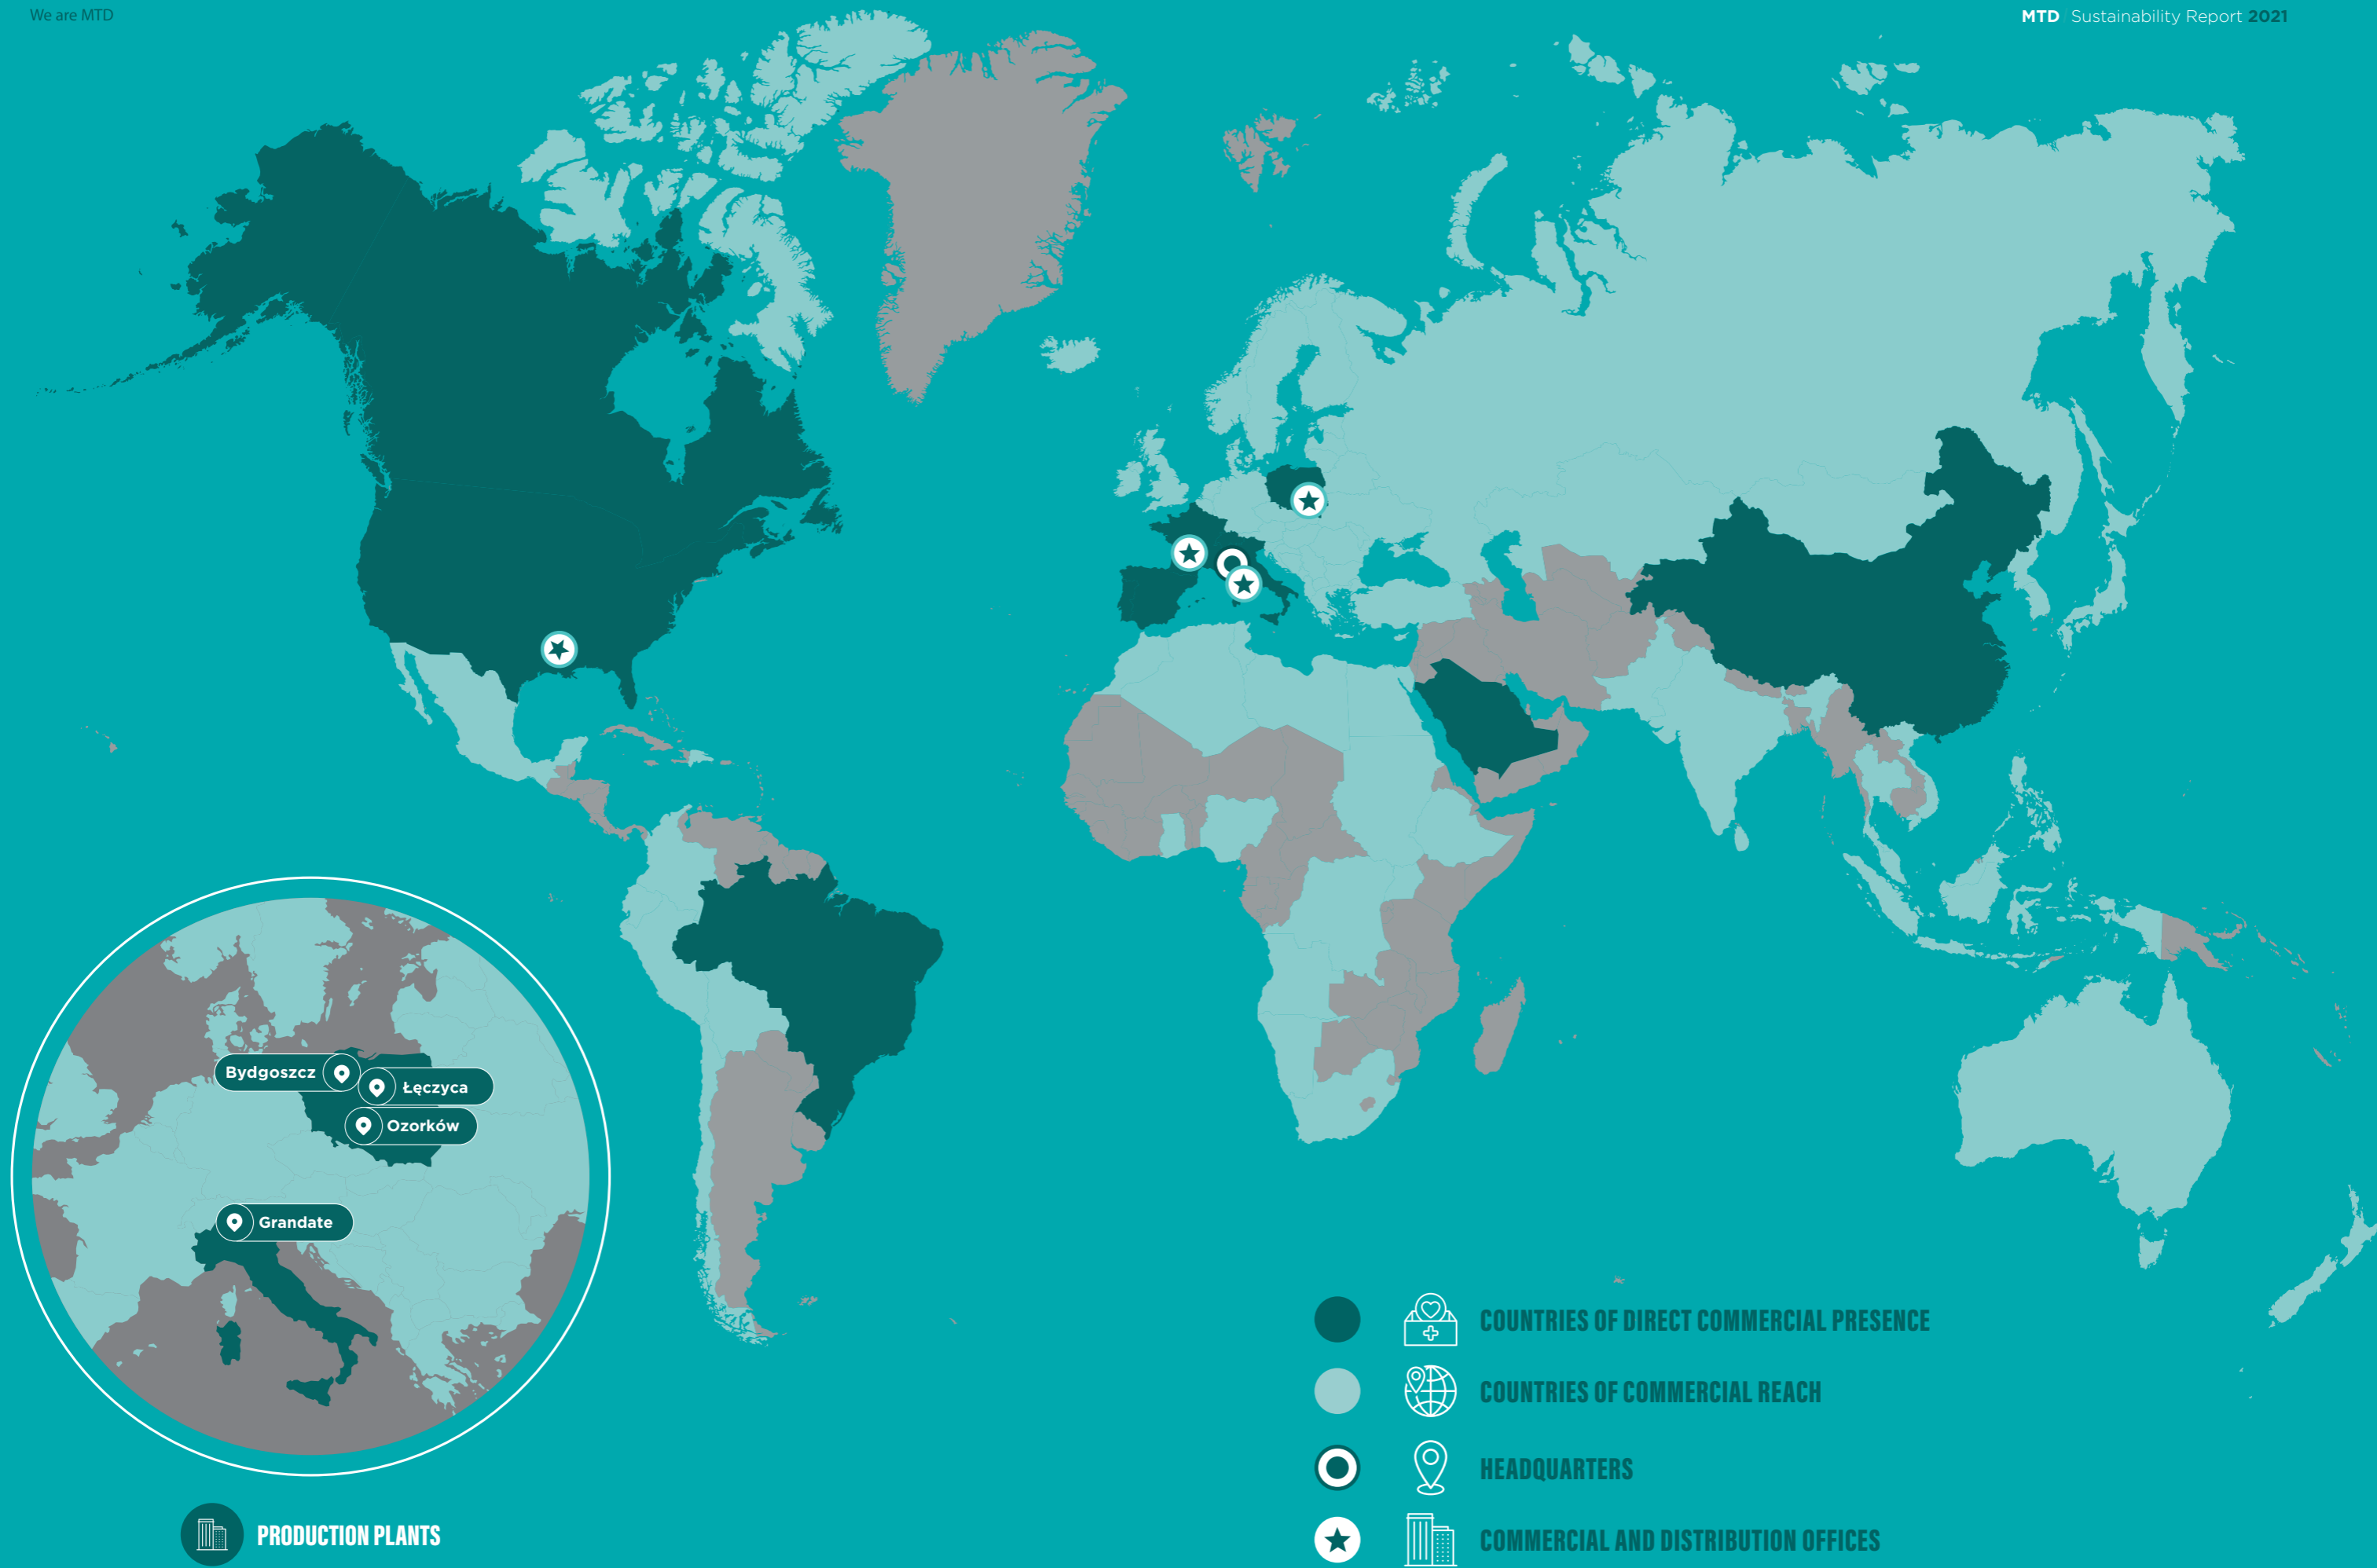 We are MTD
MTD Sustainability Report 2021
Bydgoszcz
Łęczyca
Ozorków
Grandate
PRODUCTION PLANTS
COUNTRIES OF DIRECT COMMERCIAL PRESENCE
COUNTRIES OF COMMERCIAL REACH
HEADQUARTERS
COMMERCIAL AND DISTRIBUTION OFFICES